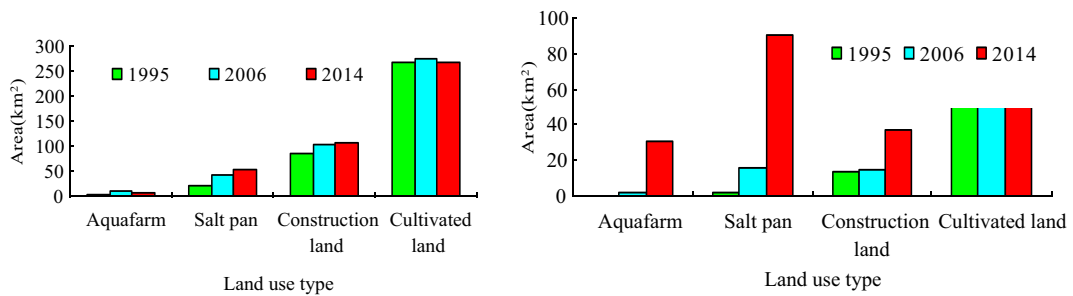 300
250
200
150
100
50
0
Area(km²)
1995 2006 2014
Aquafarm Salt pan Construction Cultivated
land land
Land use type
100
80
60
40
20
0
Area(km²)
1995 2006 2014
Aquafarm Salt pan Construction Cultivated land
land
Land use type